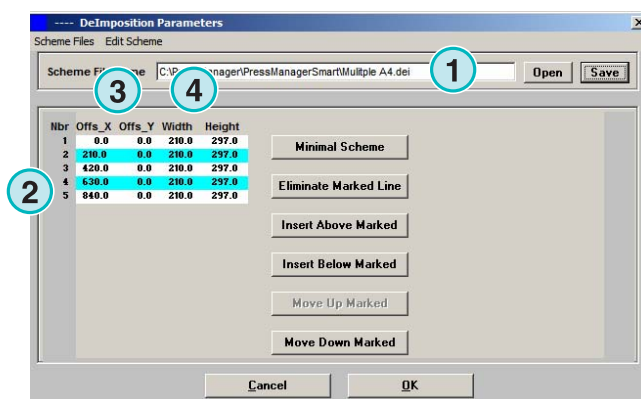 ---- DeImposition Parameters
Scheme Files Edit Scheme
Scheme File C:\P PressManagerSmart\Mulitple A4.dei 1 Open Save
3 4
Nbr Offs_X Offs_Y Width Height
1 0.0 0.0 210.0 297.0
2 210.0 0.0 210.0 297.0
3 420.0 0.0 210.0 297.0
4 630.0 0.0 210.0 297.0
5 840.0 0.0 210.0 297.0
2
Minimal Scheme
Eliminate Marked Line
Insert Above Marked
Insert Below Marked
Move Up Marked
Move Down Marked
Cancel OK